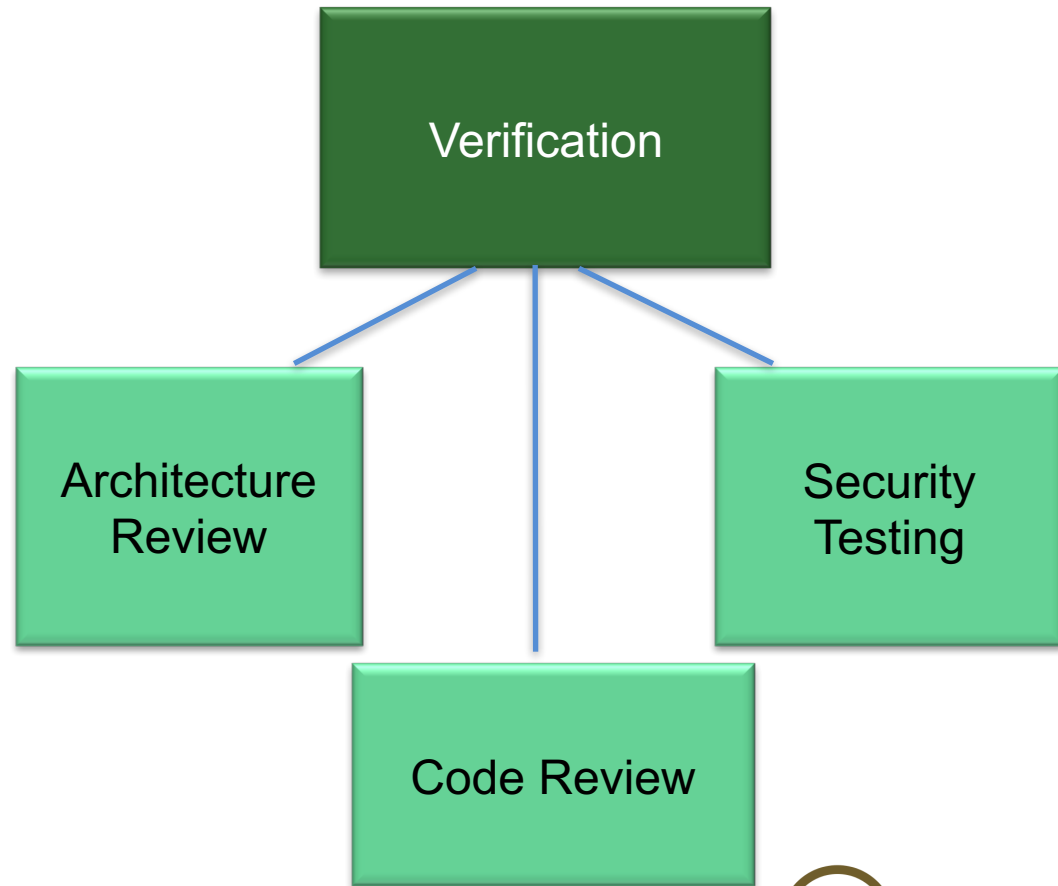 Verification
Architecture
Review
Security
Testing
Code Review